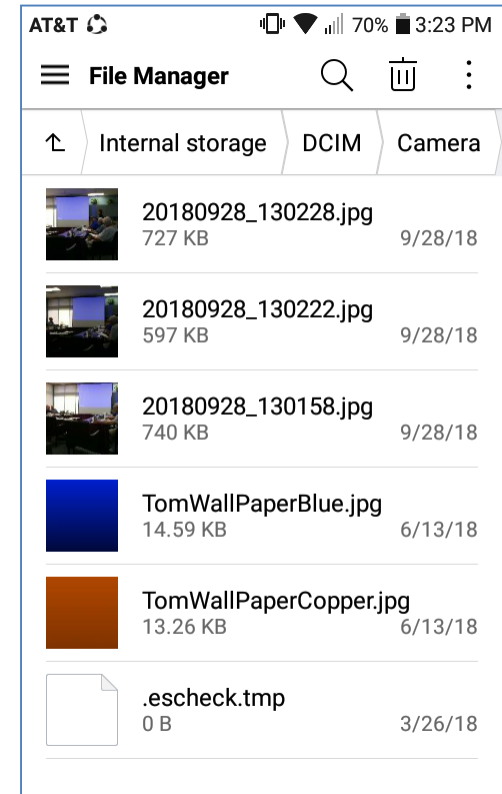 AT&T 70% 3:23 PM
File Manager
Internal storage DCIM Camera
20180928_130228.jpg
727 KB 9/28/18
20180928_130222.jpg
597 KB 9/28/18
20180928_130158.jpg
740 KB 9/28/18
TomWallPaperBlue.jpg
14.59 KB 6/13/18
TomWallPaperCopper.jpg
13.26 KB 6/13/18
.escheck.tmp
0 B 3/26/18